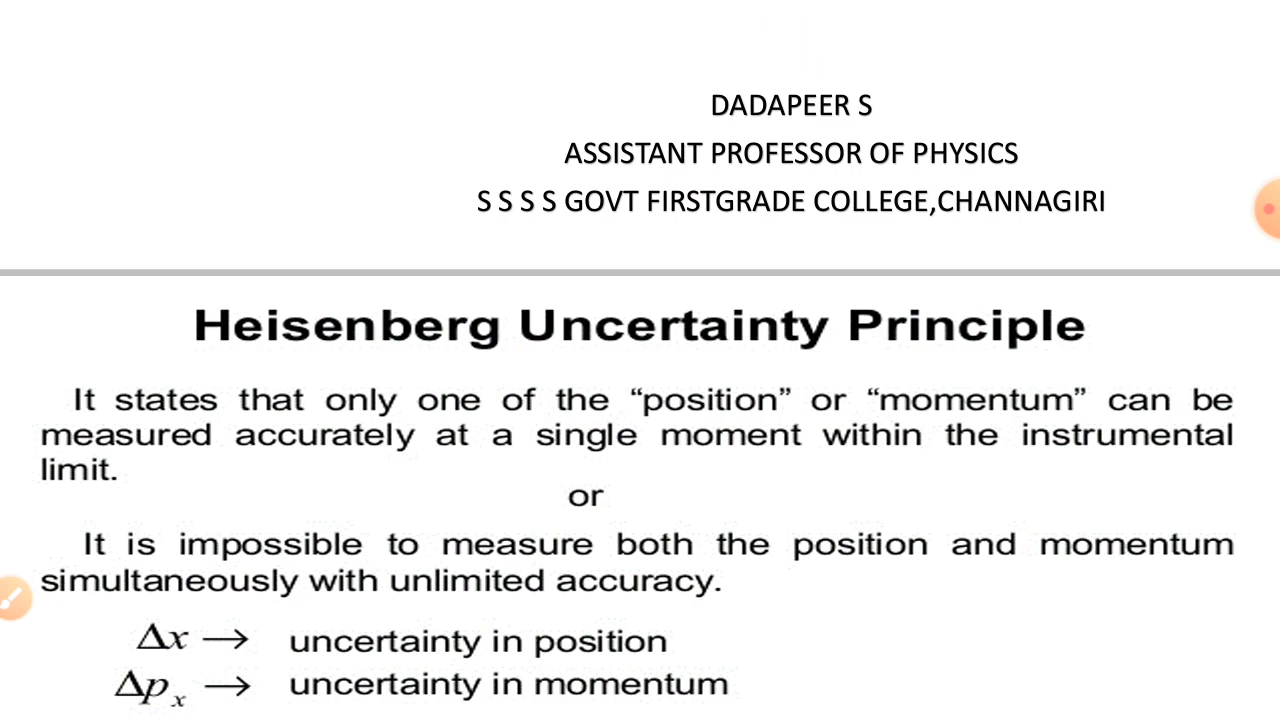 DADAPEER S
ASSISTANT PROFESSOR OF PHYSICS
S S S S GOVT FIRSTGRADE COLLEGE,CHANNAGIRI
Heisenberg Uncertainty Principle
It states that only one of the “position” or “momentum” can be
measured accurately at a single moment within the instrumental
limit.
or
It is impossible to measure both the position and momentum
simultaneously with unlimited accuracy.
Δx → uncertainty in position
Δpₓ → uncertainty in momentum